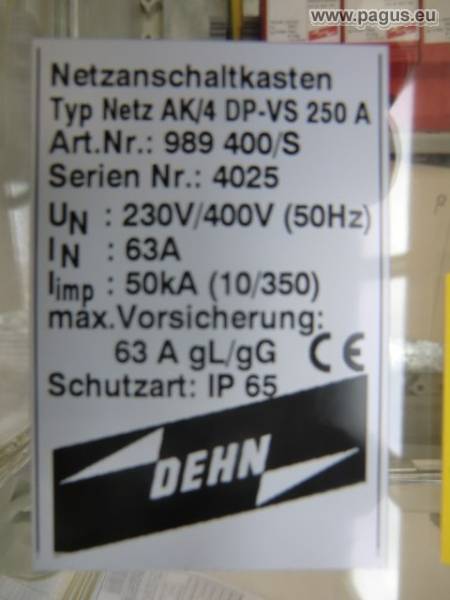 www.pagus.eu
Netzanschaltkasten
Typ Netz AK/4 DP-VS 250 A
Art.Nr.: 989 400/S
Serien Nr.: 4025
UN : 230V/400V (50Hz)
IN : 63A
Iimp : 50kA (10/350)
max.Vorsicherung:
63 A gL/gG CE
Schutzart: IP 65
DEHN